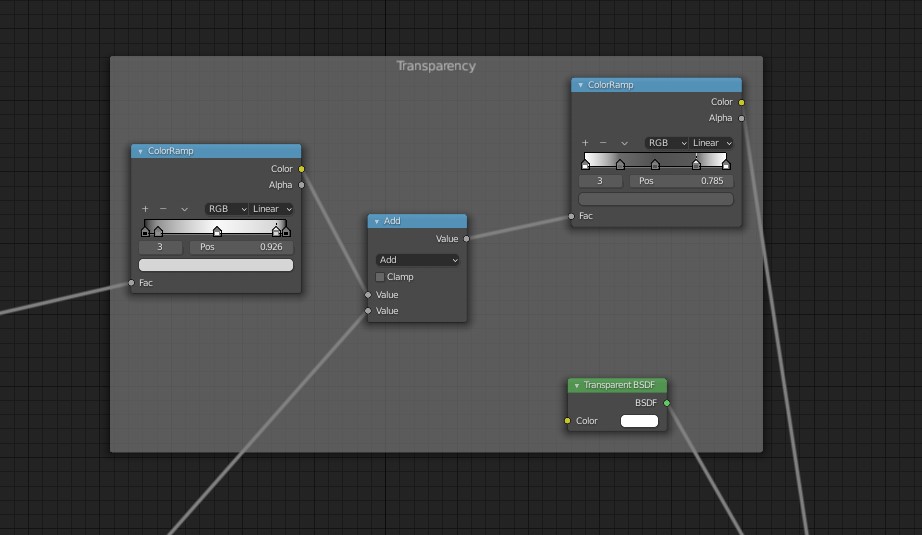 Transparency
ColorRamp
Color
Alpha
+ − RGB Linear
3 Pos 0.785
Fac
ColorRamp
Color
Alpha
+ − RGB Linear
3 Pos 0.926
Fac
Add
Value
Add
Clamp
Value
Value
Transparent BSDF
BSDF
Color